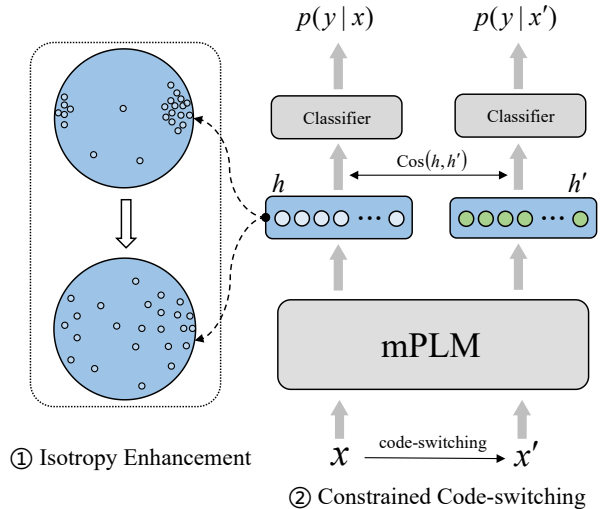 p(y | x)
p(y | x′)
Classifier
Classifier
Cos(h, h′)
h
h′
···
···
mPLM
x
code-switching
x′
① Isotropy Enhancement
② Constrained Code-switching